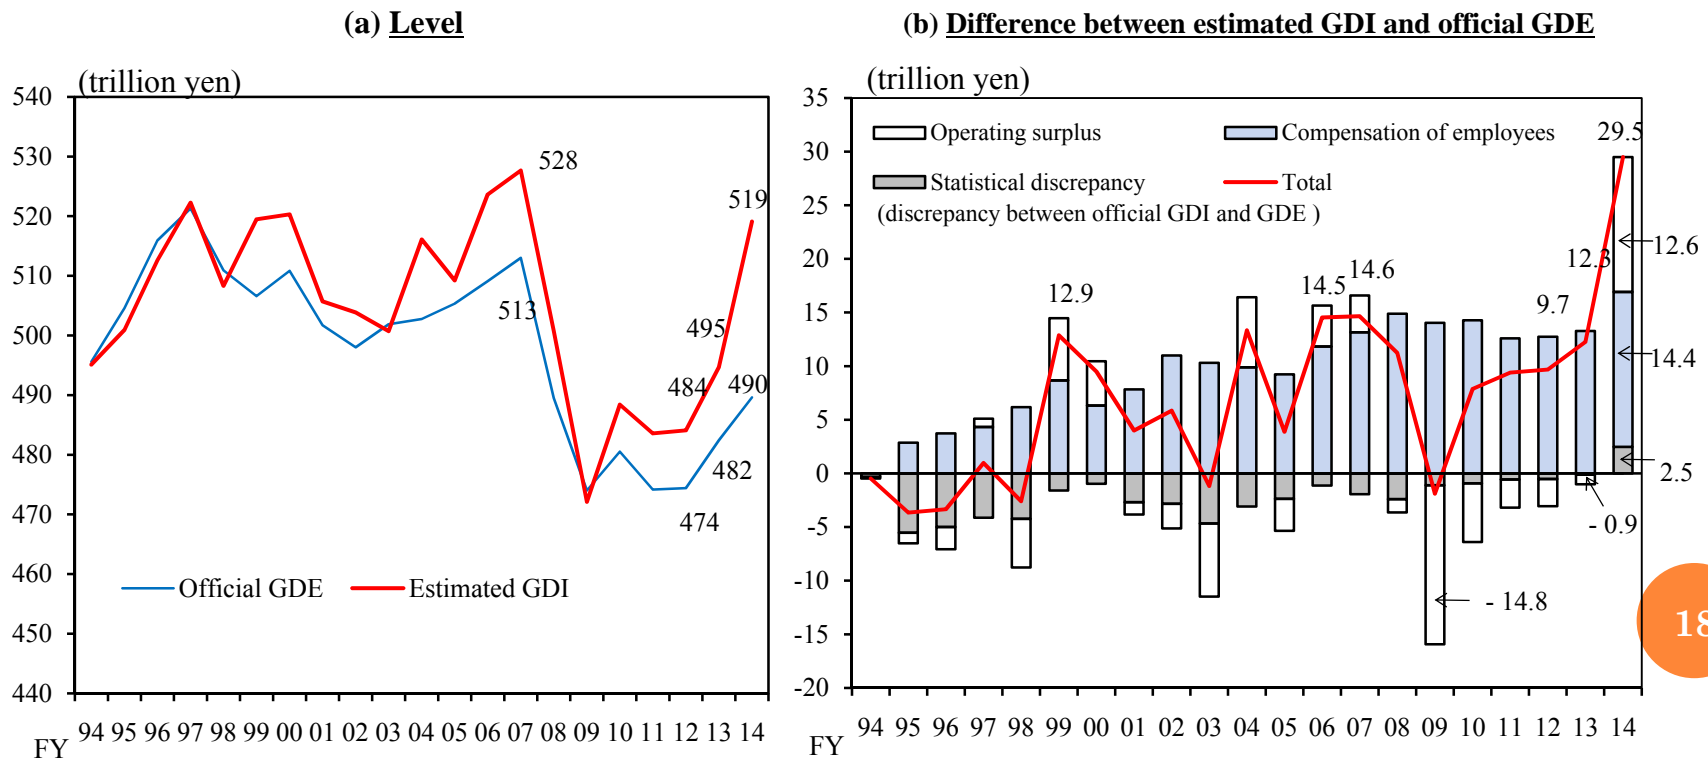 (a) Level
(trillion yen)
540
530
520
510
500
490
480
470
460
450
440
528
519
513
495
484
490
482
474
Official GDE
Estimated GDI
FY
94 95 96 97 98 99 00 01 02 03 04 05 06 07 08 09 10 11 12 13 14
(b) Difference between estimated GDI and official GDE
(trillion yen)
35
30
25
20
15
10
5
0
-5
-10
-15
-20
Operating surplus
Compensation of employees
Statistical discrepancy
Total
(discrepancy between official GDI and GDE )
29.5
12.6
12.3
14.6
14.5
12.9
9.7
14.4
2.5
- 0.9
- 14.8
FY
94 95 96 97 98 99 00 01 02 03 04 05 06 07 08 09 10 11 12 13 14
18